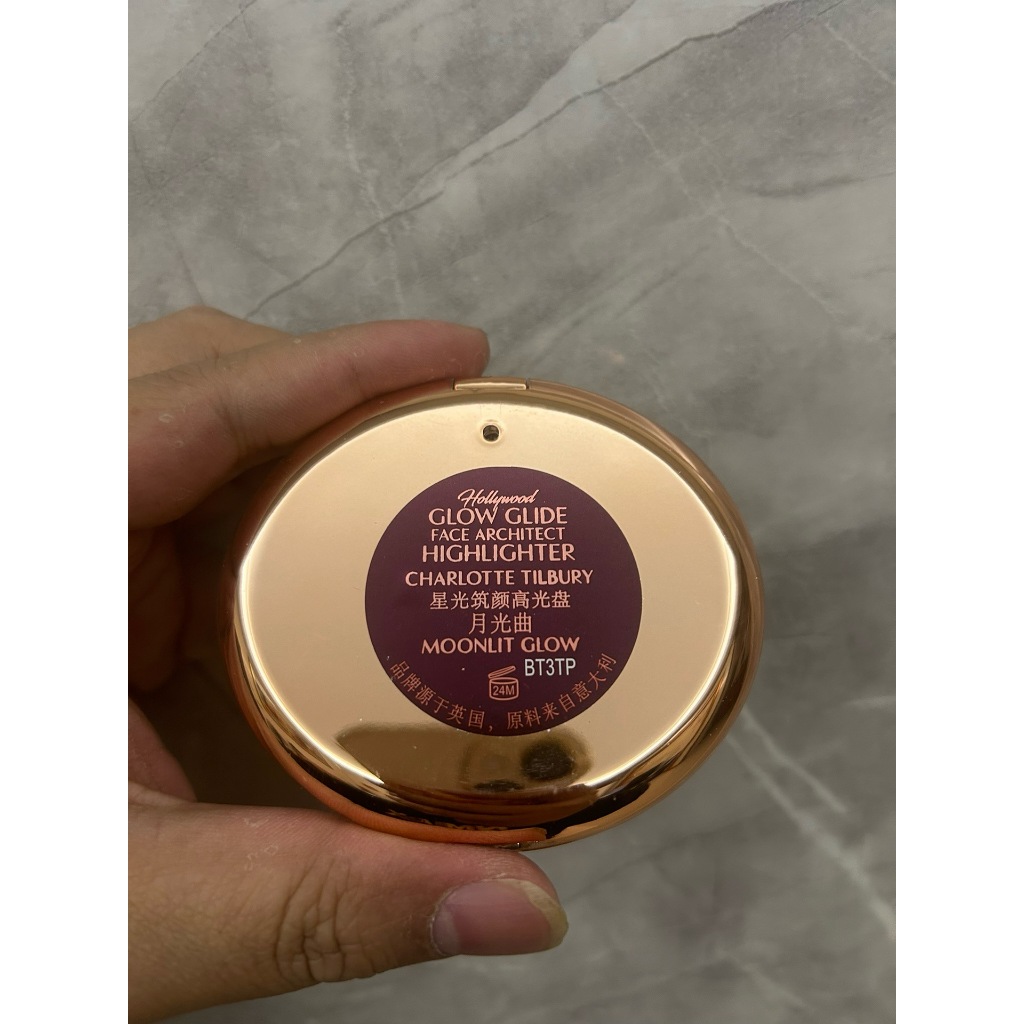 Hollywood
GLOW GLIDE
FACE ARCHITECT
HIGHLIGHTER
CHARLOTTE TILBURY
星光筑颜高光盘
月光曲
MOONLIT GLOW
BT3TP
24M
品牌源于英国，原料来自意大利